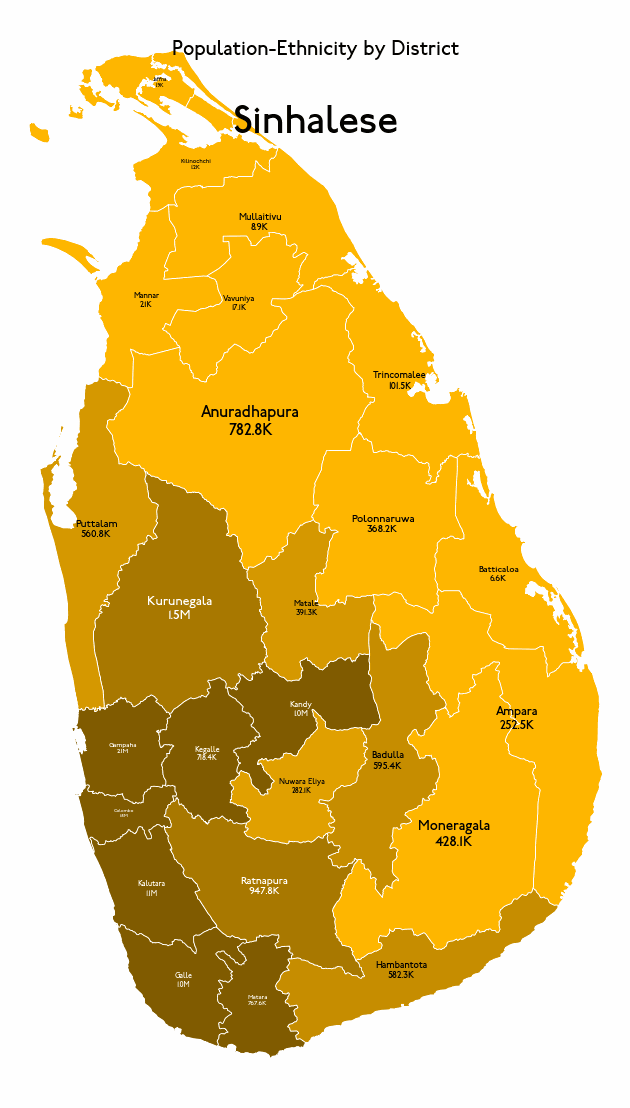 Population-Ethnicity by District
Sinhalese
Jaffna
Kilinochchi
1.2K
Mullaitivu
8.9K
Mannar
2.1K
Vavuniya
17.1K
Trincomalee
101.5K
Anuradhapura
782.8K
Puttalam
560.8K
Polonnaruwa
368.2K
Batticaloa
6.6K
Kurunegala
1.5M
Matale
391.3K
Kandy
1.0M
Ampara
252.5K
Gampaha
2.1M
Kegalle
718.4K
Badulla
595.4K
Nuwara Eliya
282.1K
Colombo
Moneragala
428.1K
Kalutara
1.1M
Ratnapura
947.8K
Hambantota
582.3K
Galle
1.0M
Matara
767.6K